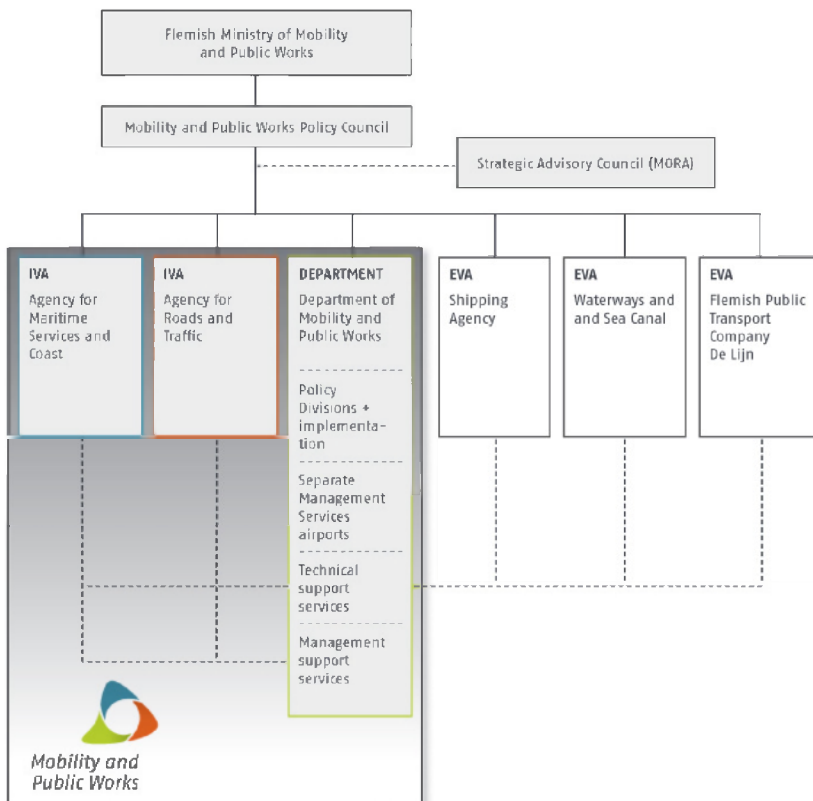 Flemish Ministry of Mobility
and Public Works
Mobility and Public Works Policy Council
Strategic Advisory Council (MORA)
IVA
Agency for
Maritime
Services and
Coast
IVA
Agency for
Roads and
Traffic
DEPARTMENT
Department of
Mobility and
Public Works
Policy
Divisions +
implementa-
tion
Separate
Management
Services
airports
Technical
support
services
Management
support
services
EVA
Shipping
Agency
EVA
Waterways and
and Sea Canal
EVA
Flemish Public
Transport
Company
De Lijn
Mobility and
Public Works